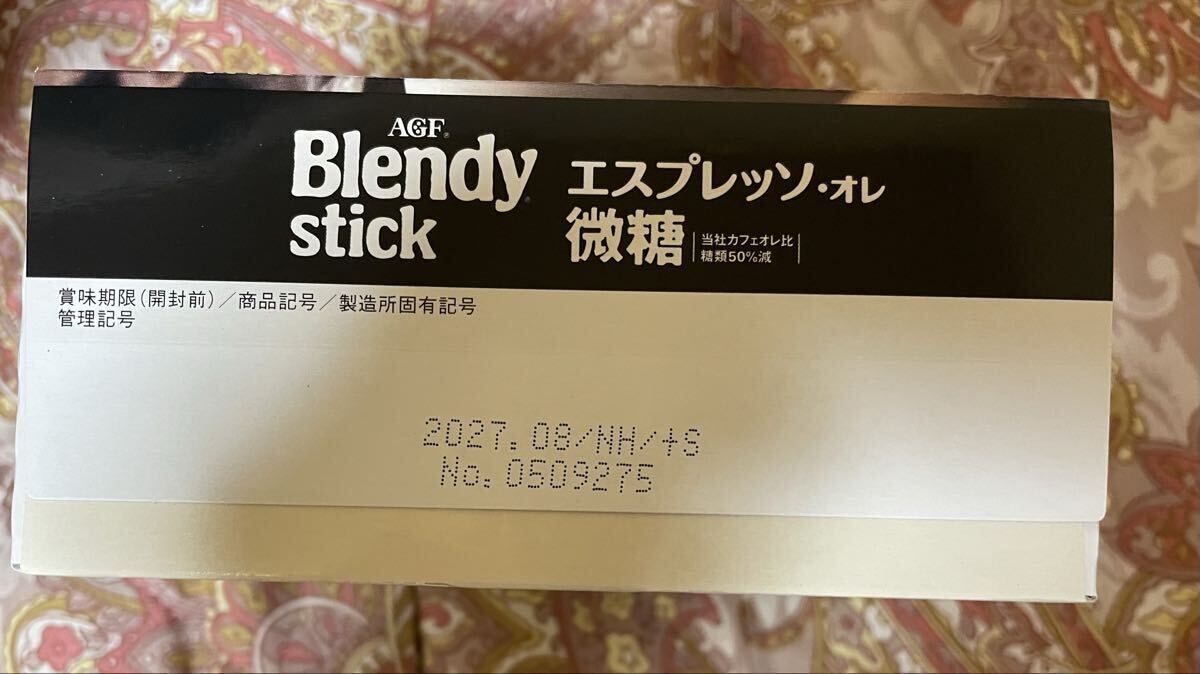 AGF®
Blendy®
stick
エスプレッソ・オレ
微糖
当社カフェオレ比
糖類50%減
賞味期限(開封前)/商品記号/製造所固有記号
管理記号
2027.08/NH/+S
No.0509275